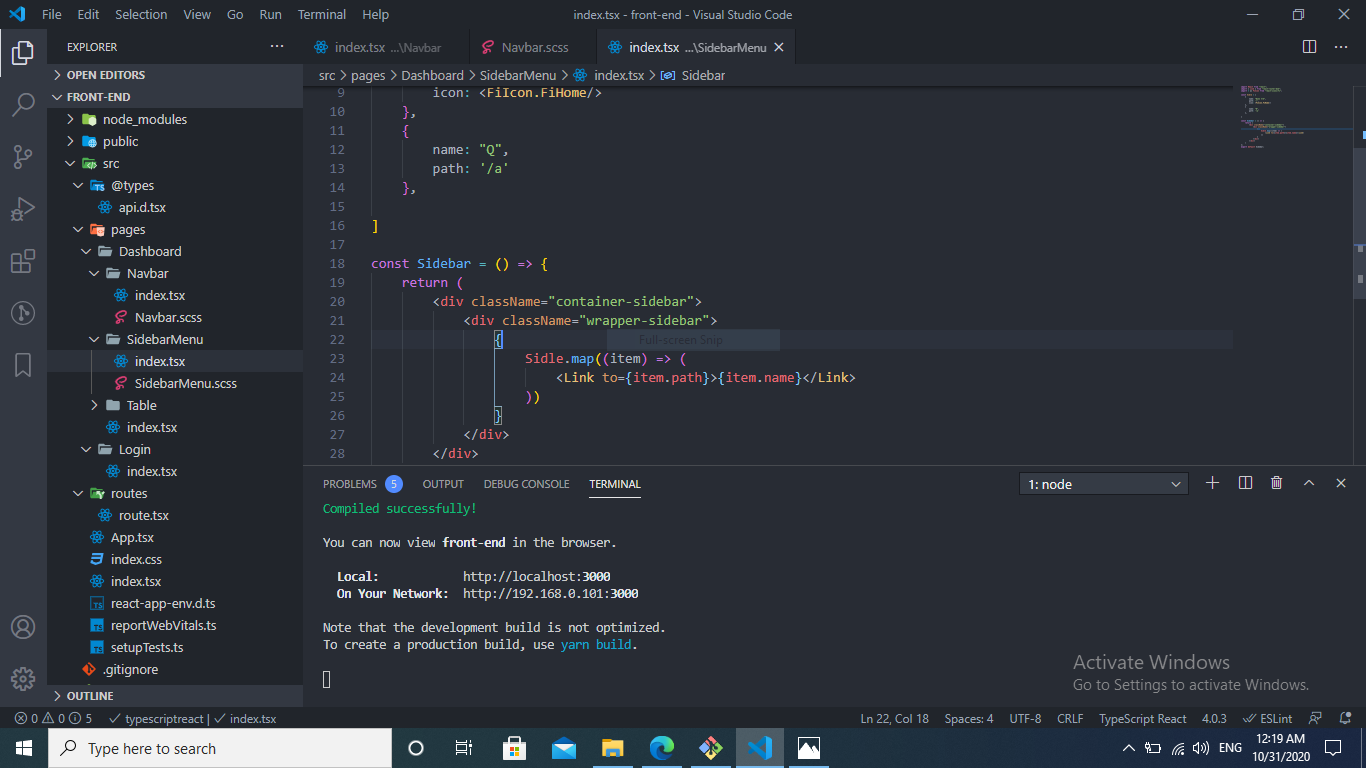 File Edit Selection View Go Run Terminal Help index.tsx - front-end - Visual Studio Code
EXPLORER
OPEN EDITORS
FRONT-END
node_modules
public
src
@types
api.d.tsx
pages
Dashboard
Navbar
index.tsx
Navbar.scss
SidebarMenu
index.tsx
SidebarMenu.scss
Table
index.tsx
Login
index.tsx
routes
route.tsx
App.tsx
index.css
index.tsx
react-app-env.d.ts
reportWebVitals.ts
setupTests.ts
.gitignore
OUTLINE
index.tsx ...\Navbar Navbar.scss index.tsx ...\SidebarMenu
src > pages > Dashboard > SidebarMenu > index.tsx > Sidebar
9 icon: <FiIcon.FiHome/>
10 },
11 {
12 name: "Q",
13 path: '/a'
14 },
15
16 ]
17
18 const Sidebar = () => {
19 return (
20 <div className="container-sidebar">
21 <div className="wrapper-sidebar">
22 {
Full-screen Snip
23 Sidle.map((item) => (
24 <Link to={item.path}>{item.name}</Link>
25 ))
26 }
27 </div>
28 </div>
PROBLEMS 5 OUTPUT DEBUG CONSOLE TERMINAL 1: node
Compiled successfully!
You can now view front-end in the browser.
Local: http://localhost:3000
On Your Network: http://192.168.0.101:3000
Note that the development build is not optimized.
To create a production build, use yarn build.
Activate Windows
Go to Settings to activate Windows.
0 0 5 typescriptreact | index.tsx Ln 22, Col 18 Spaces: 4 UTF-8 CRLF TypeScript React 4.0.3 ESLint
Type here to search ENG 12:19 AM
10/31/2020